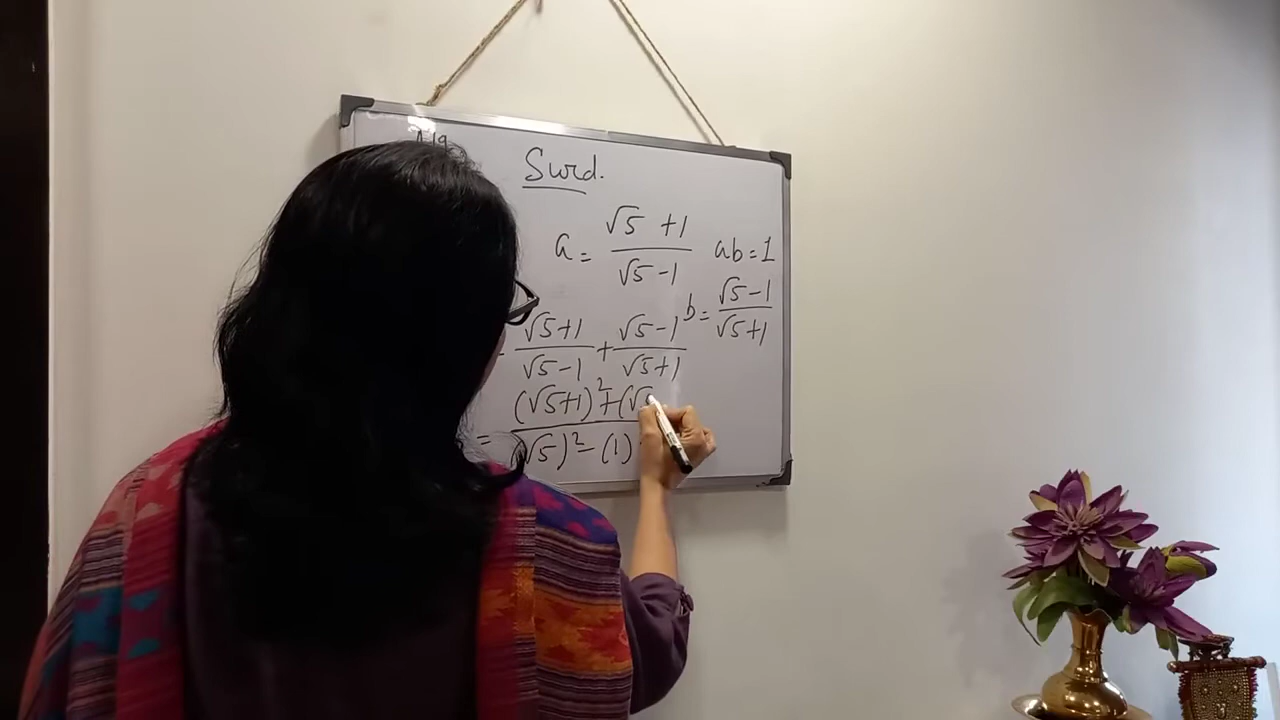 Surd.
a = (√5 +1)/(√5-1) ab=1
b = (√5-1)/(√5+1)
(√5+1)/(√5-1) + (√5-1)/(√5+1)
= ((√5+1)² + (√5)/((√5)² - (1))